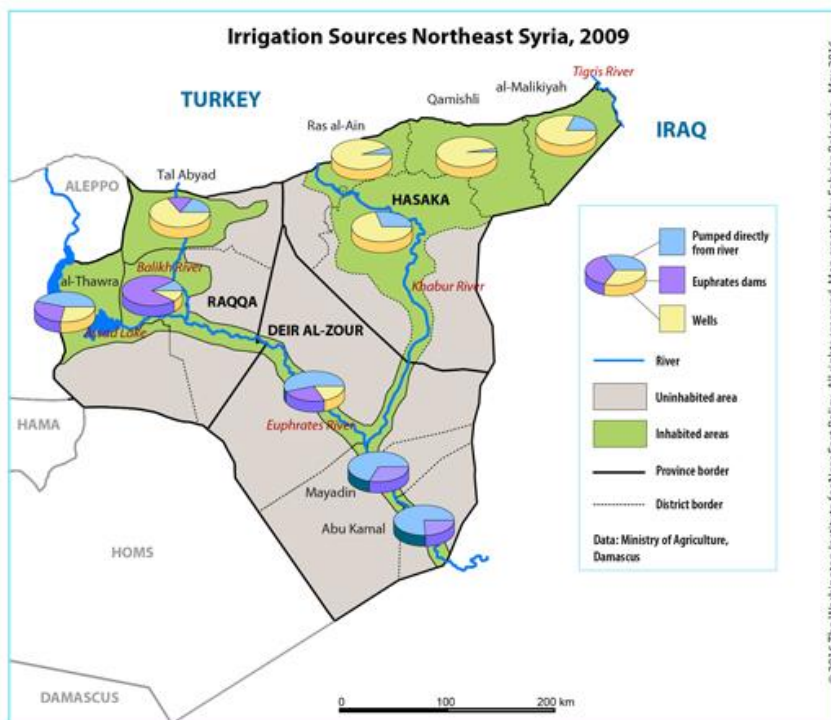 Irrigation Sources Northeast Syria, 2009
Tigris River
al-Malikiyah
TURKEY
Qamishli
IRAQ
Ras al-Ain
Tal Abyad
ALEPPO
HASAKA
Pumped directly
from river
Euphrates dams
Wells
River
Uninhabited area
Inhabited areas
Province border
District border
Data: Ministry of Agriculture,
Damascus
Balikh River
al-Thawra
Khabur River
RAQQA
Assad Lake
DEIR AL-ZOUR
HAMA
Euphrates River
Mayadin
Abu Kamal
HOMS
DAMASCUS
0 100 200 km